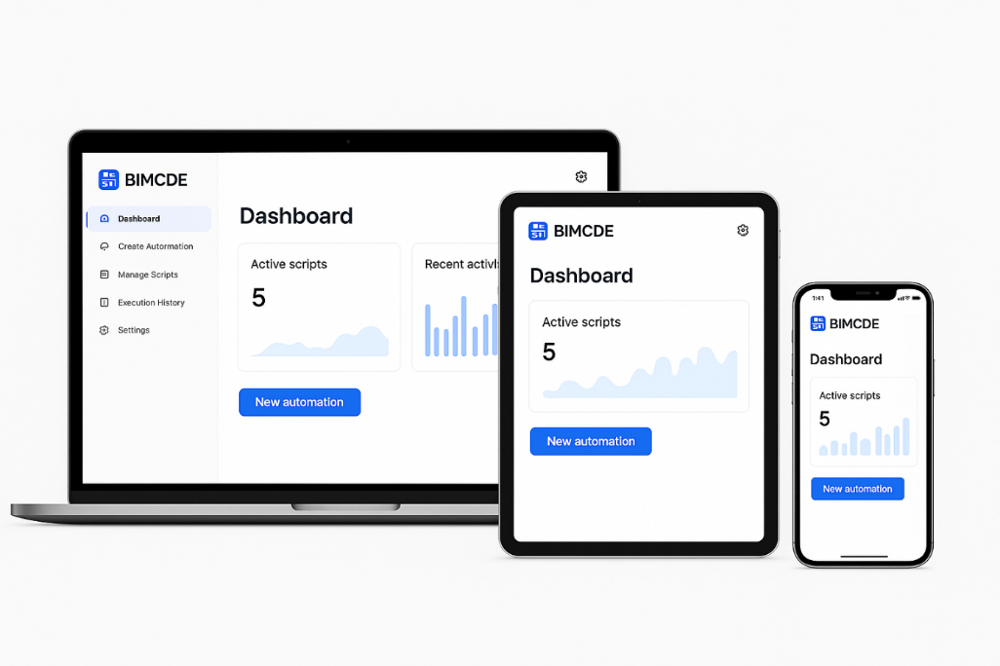 BIMCDE
Dashboard
Create Automation
Manage Scripts
Execution History
Settings
Dashboard
Active scripts
5
Recent activi
New automation
BIMCDE
Dashboard
Active scripts
5
New automation
1:41
BIMCDE
Dashboard
Active scripts
5
New automation